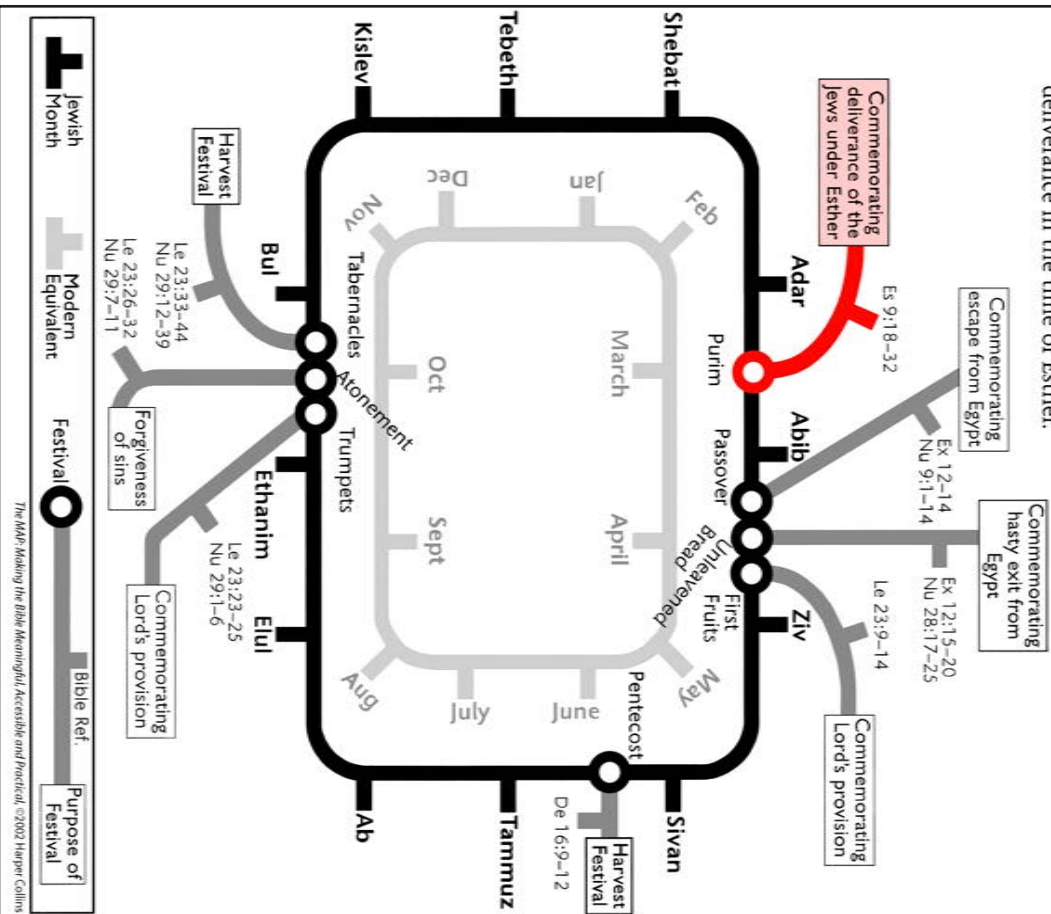 deliverance in the time of Esther.
Commemorating
deliverance of the
Jews under Esther
Es 9:18–32
Commemorating
escape from Egypt
Ex 12–14
Nu 9:1–14
Commemorating
hasty exit from
Egypt
Ex 12:15–20
Nu 28:17–25
Le 23:9–14
Commemorating
Lord's provision
Shebat
Adar
Purim
Abib
Passover
Unleavened
Bread
First
Fruits
Ziv
Sivan
Tebeth
Kislev
Feb
March
April
May
Jan
Dec
Nov
Oct
Sept
Aug
July
June
Pentecost
De 16:9–12
Harvest
Festival
Tammuz
Ab
Tabernacles
Atonement
Trumpets
Bul
Ethanim
Elul
Harvest
Festival
Le 23:33–44
Nu 29:12–39
Le 23:26–32
Nu 29:7–11
Forgiveness
of sins
Le 23:23–25
Nu 29:1–6
Commemorating
Lord's provision
Jewish
Month
Modern
Equivalent
Festival
Bible Ref.
Purpose of
Festival
The MAP: Making the Bible Meaningful, Accessible and Practical, ©2002 Harper Collins